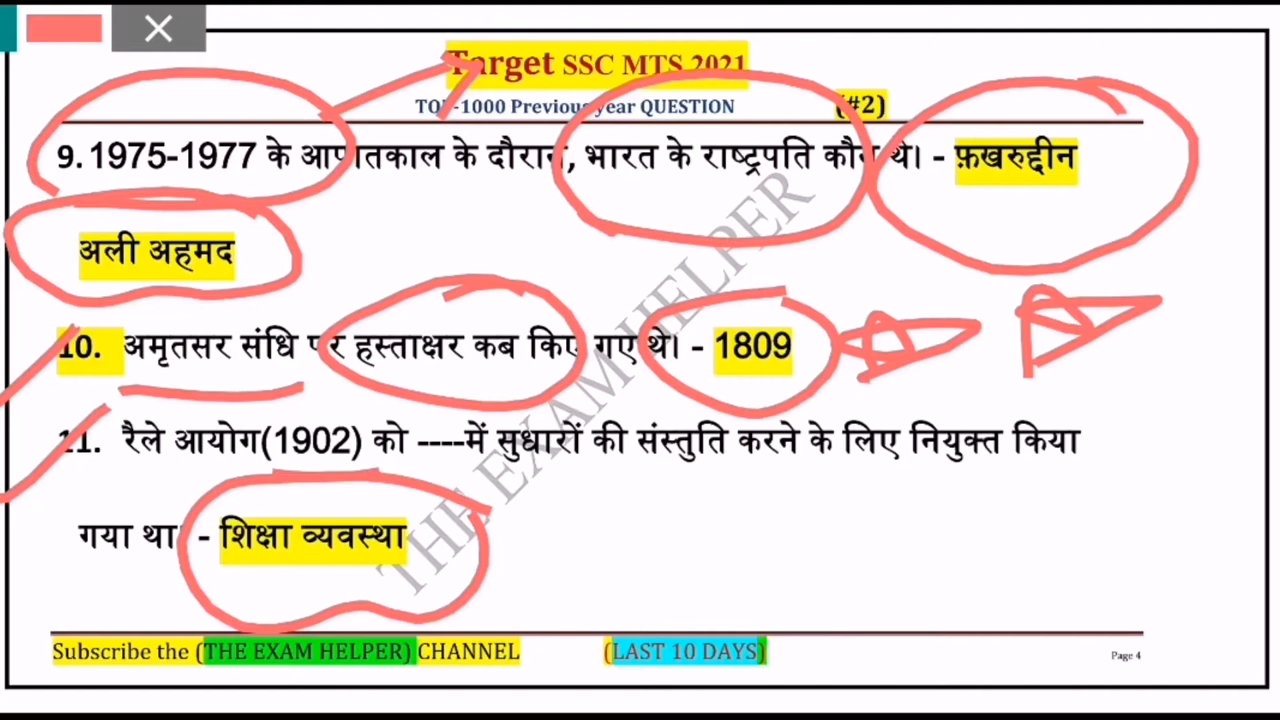 Target SSC MTS 2021
TOP-1000 Previous year QUESTION (#2)
9. 1975-1977 के आपातकाल के दौरान, भारत के राष्ट्रपति कौन थे। - फ़खरुद्दीन
अली अहमद
10. अमृतसर संधि पर हस्ताक्षर कब किए गए थे। - 1809
11. रैले आयोग(1902) को ----में सुधारों की संस्तुति करने के लिए नियुक्त किया
गया था। - शिक्षा व्यवस्था
THE EXAM HELPER
Subscribe the (THE EXAM HELPER) CHANNEL (LAST 10 DAYS)
Page 4